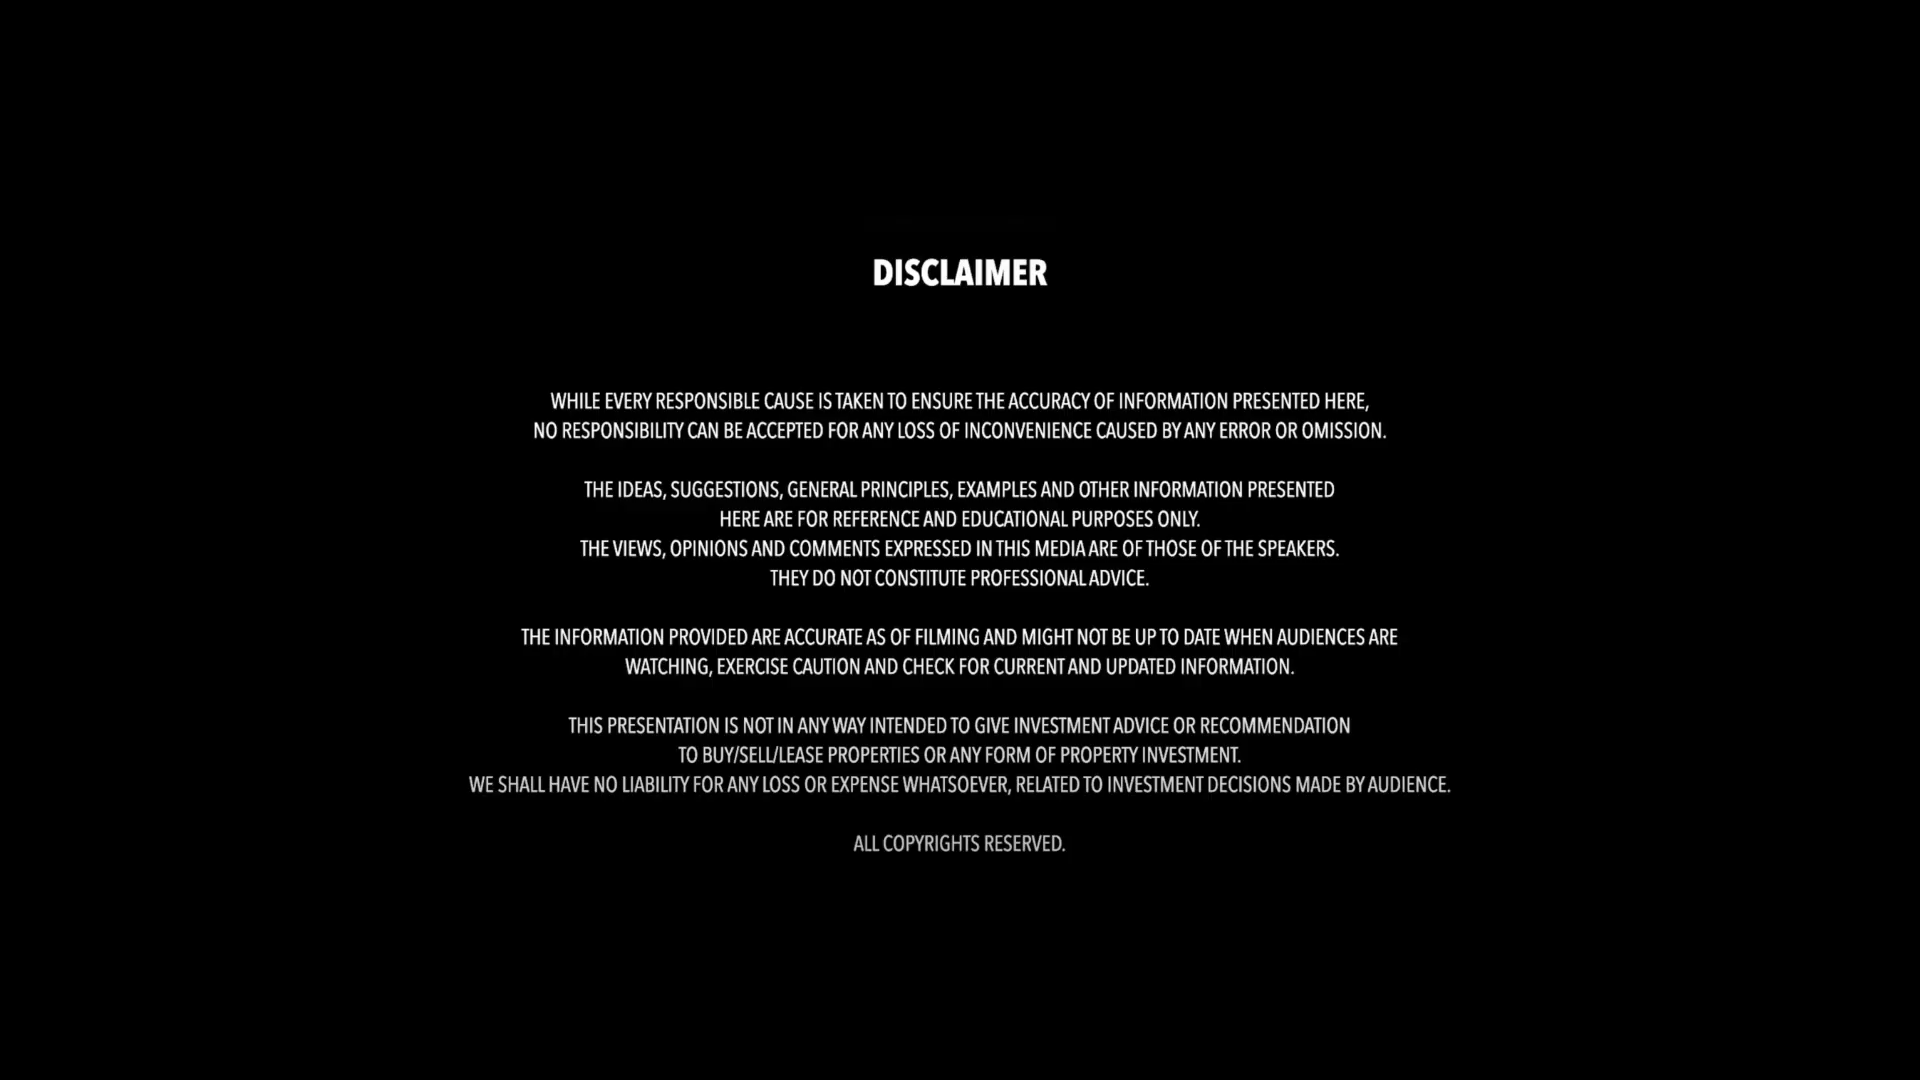 DISCLAIMER
WHILE EVERY RESPONSIBLE CAUSE IS TAKEN TO ENSURE THE ACCURACY OF INFORMATION PRESENTED HERE,
NO RESPONSIBILITY CAN BE ACCEPTED FOR ANY LOSS OF INCONVENIENCE CAUSED BY ANY ERROR OR OMISSION.
THE IDEAS, SUGGESTIONS, GENERAL PRINCIPLES, EXAMPLES AND OTHER INFORMATION PRESENTED
HERE ARE FOR REFERENCE AND EDUCATIONAL PURPOSES ONLY.
THE VIEWS, OPINIONS AND COMMENTS EXPRESSED IN THIS MEDIA ARE OF THOSE OF THE SPEAKERS.
THEY DO NOT CONSTITUTE PROFESSIONAL ADVICE.
THE INFORMATION PROVIDED ARE ACCURATE AS OF FILMING AND MIGHT NOT BE UP TO DATE WHEN AUDIENCES ARE
WATCHING, EXERCISE CAUTION AND CHECK FOR CURRENT AND UPDATED INFORMATION.
THIS PRESENTATION IS NOT IN ANY WAY INTENDED TO GIVE INVESTMENT ADVICE OR RECOMMENDATION
TO BUY/SELL/LEASE PROPERTIES OR ANY FORM OF PROPERTY INVESTMENT.
WE SHALL HAVE NO LIABILITY FOR ANY LOSS OR EXPENSE WHATSOEVER, RELATED TO INVESTMENT DECISIONS MADE BY AUDIENCE.
ALL COPYRIGHTS RESERVED.